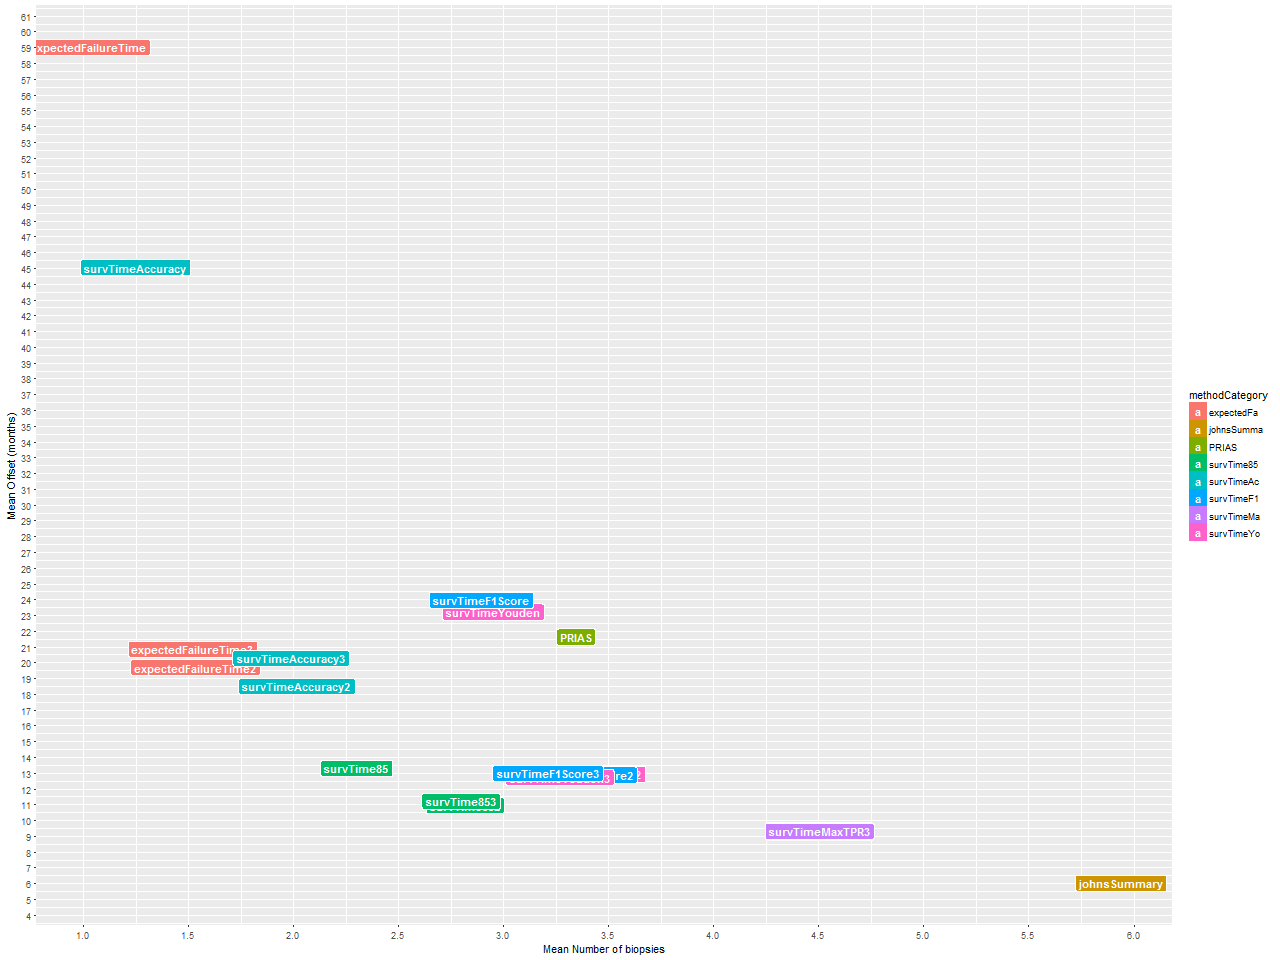 61
60
59
58
57
56
55
54
53
52
51
50
49
48
47
46
45
44
43
42
41
40
39
38
37
36
35
34
33
32
31
30
29
28
27
26
25
24
23
22
21
20
19
18
17
16
15
14
13
12
11
10
9
8
7
6
5
4
Mean Offset (months)
xpectedFailureTime
survTimeAccuracy
survTimeF1Score
survTimeYouden
PRIAS
expectedFailureTime3
survTimeAccuracy3
expectedFailureTime2
survTimeAccuracy2
survTime85
survTimeF1Score3
re2
survTime853
survTimeMaxTPR3
johnsSummary
1.0 1.5 2.0 2.5 3.0 3.5 4.0 4.5 5.0 5.5 6.0
Mean Number of biopsies
methodCategory
a expectedFa
a johnsSumma
a PRIAS
a survTime85
a survTimeAc
a survTimeF1
a survTimeMa
a survTimeYo